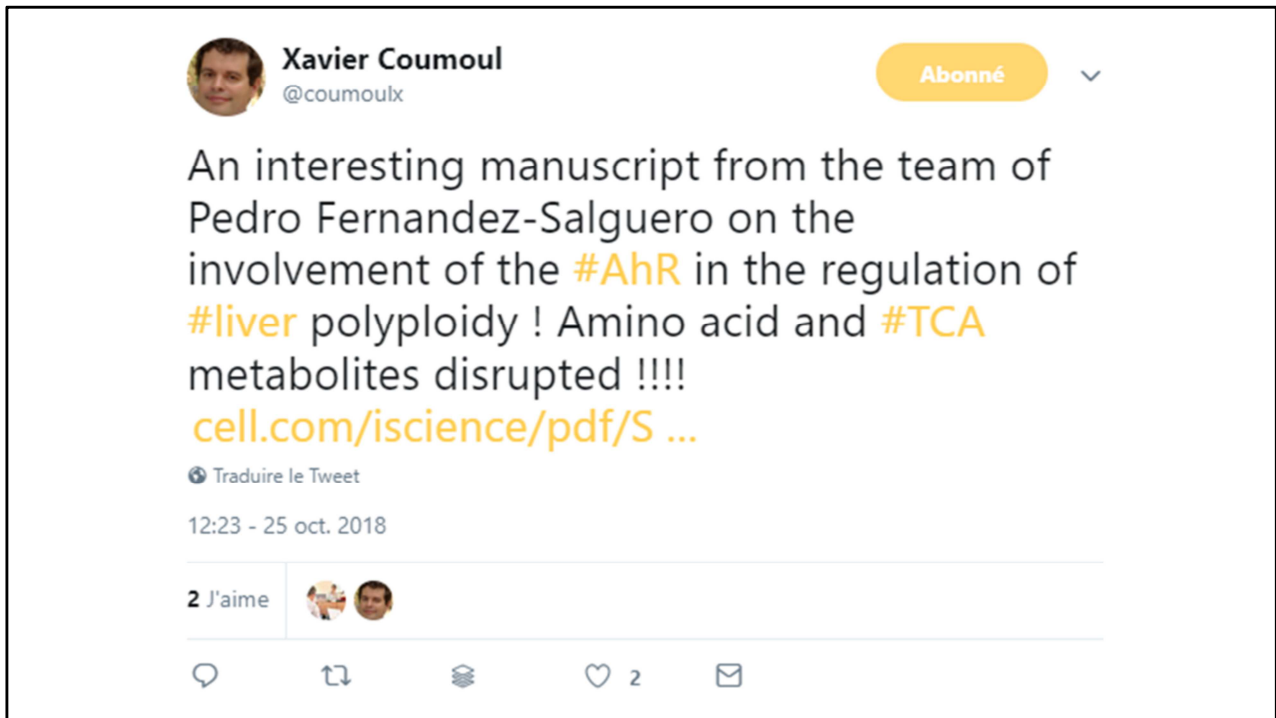 Xavier Coumoul
@coumoulx
Abonné
An interesting manuscript from the team of
Pedro Fernandez-Salguero on the
involvement of the #AhR in the regulation of
#liver polyploidy ! Amino acid and #TCA
metabolites disrupted !!!!
cell.com/iscience/pdf/S ...
Traduire le Tweet
12:23 - 25 oct. 2018
2 J'aime
2